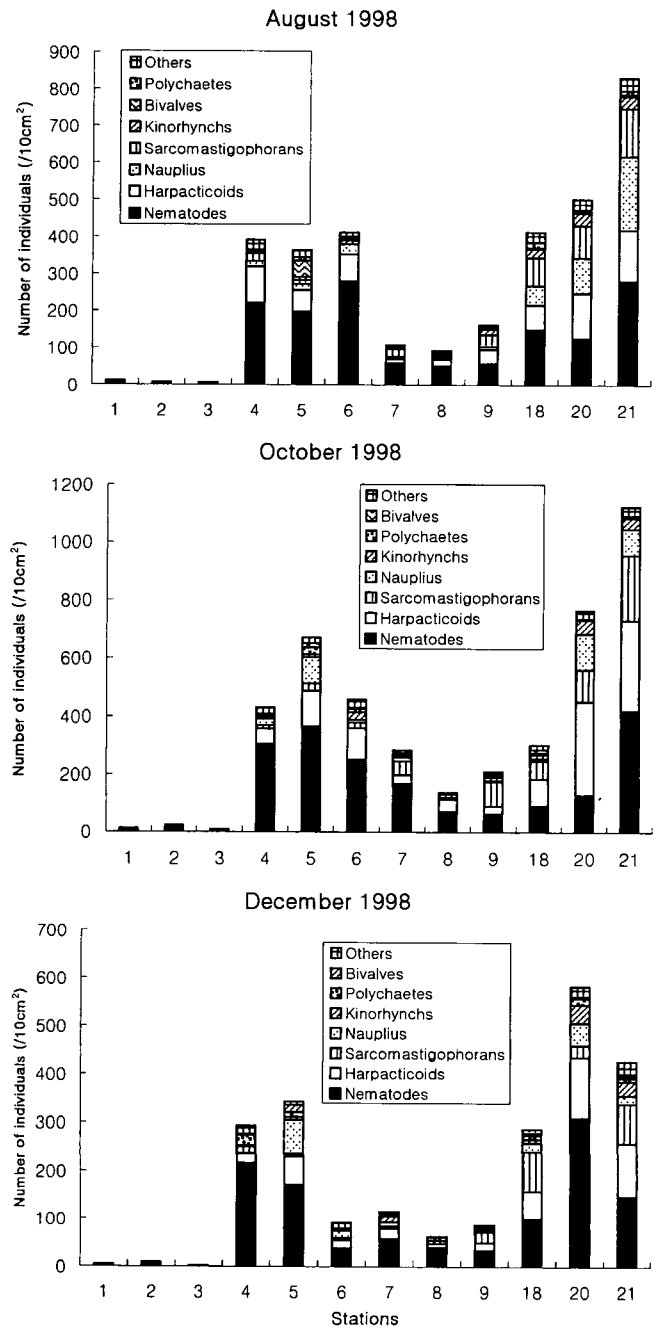 August 1998
Number of individuals (/10cm²)
900
800
700
600
500
400
300
200
100
0
Others
Polychaetes
Bivalves
Kinorhynchs
Sarcomastigophorans
Nauplius
Harpacticoids
Nematodes
1 2 3 4 5 6 7 8 9 18 20 21
October 1998
Number of individuals (/10cm²)
1200
1000
800
600
400
200
0
Others
Bivalves
Polychaetes
Kinorhynchs
Nauplius
Sarcomastigophorans
Harpacticoids
Nematodes
1 2 3 4 5 6 7 8 9 18 20 21
December 1998
Number of individuals (/10cm²)
700
600
500
400
300
200
100
0
Others
Bivalves
Polychaetes
Kinorhynchs
Nauplius
Sarcomastigophorans
Harpacticoids
Nematodes
1 2 3 4 5 6 7 8 9 18 20 21
Stations